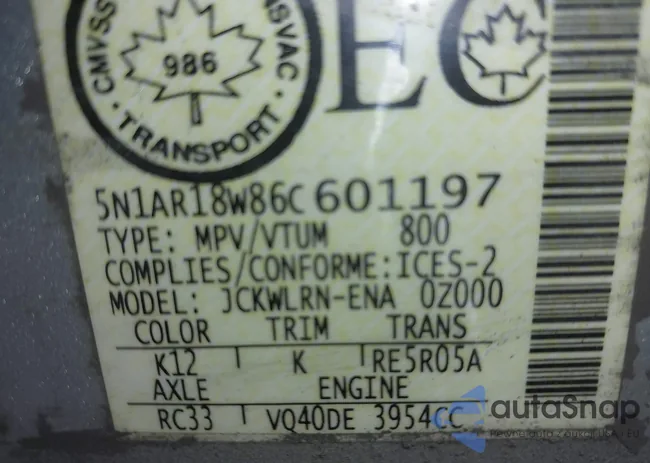 CMVSS · NSVAC · TRANSPORT ·
986
EC
5N1AR18W86C601197
TYPE: MPV/VTUM 800
COMPLIES/CONFORME:ICES-2
MODEL: JCKWLRN-ENA 0Z000
COLOR TRIM TRANS
K12 K RE5R05A
AXLE ENGINE
RC33 VQ40DE 3954CC
autoSnap